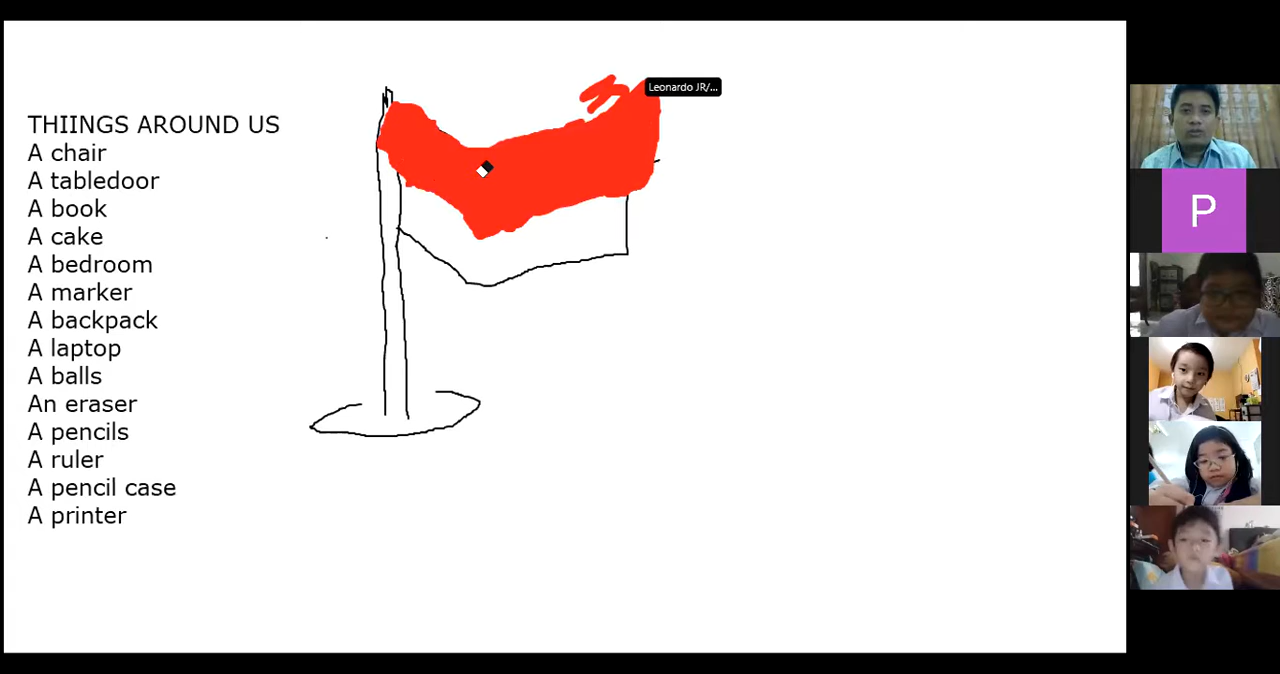 THIINGS AROUND US
A chair
A tabledoor
A book
A cake
A bedroom
A marker
A backpack
A laptop
A balls
An eraser
A pencils
A ruler
A pencil case
A printer
Leonardo JR/...
P